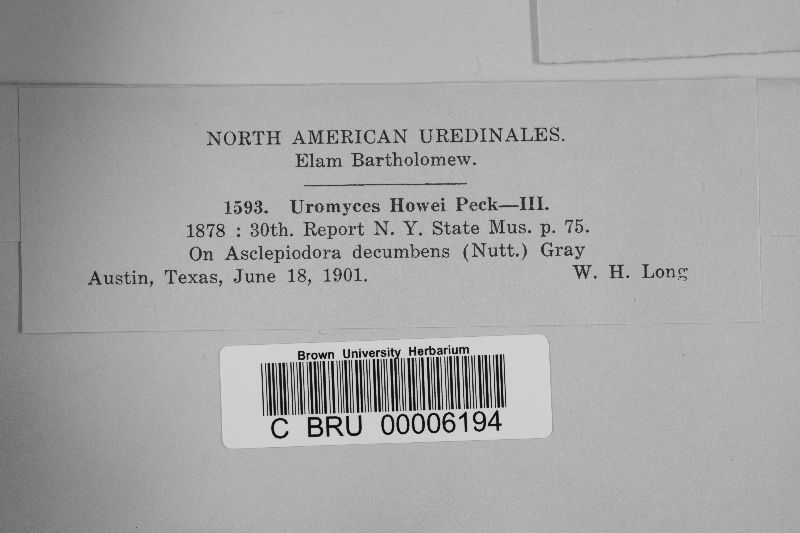 NORTH AMERICAN UREDINALES.
Elam Bartholomew.
1593. Uromyces Howei Peck—III.
1878 : 30th. Report N. Y. State Mus. p. 75.
On Asclepiodora decumbens (Nutt.) Gray
Austin, Texas, June 18, 1901. W. H. Long
Brown University Herbarium
C BRU 00006194